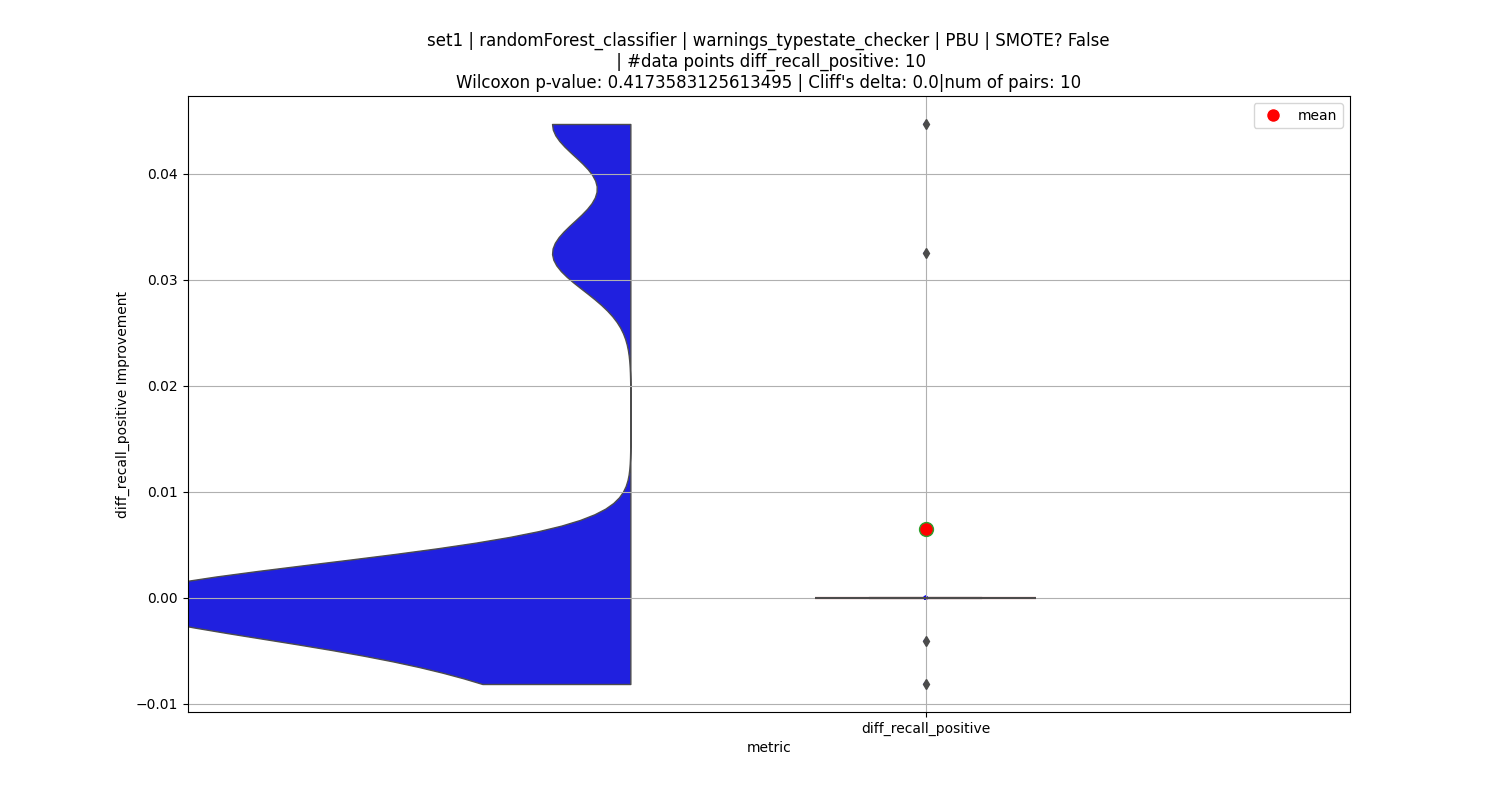 set1 | randomForest_classifier | warnings_typestate_checker | PBU | SMOTE? False
| #data points diff_recall_positive: 10
Wilcoxon p-value: 0.4173583125613495 | Cliff's delta: 0.0|num of pairs: 10
mean
0.04
0.03
0.02
0.01
0.00
−0.01
diff_recall_positive Improvement
diff_recall_positive
metric